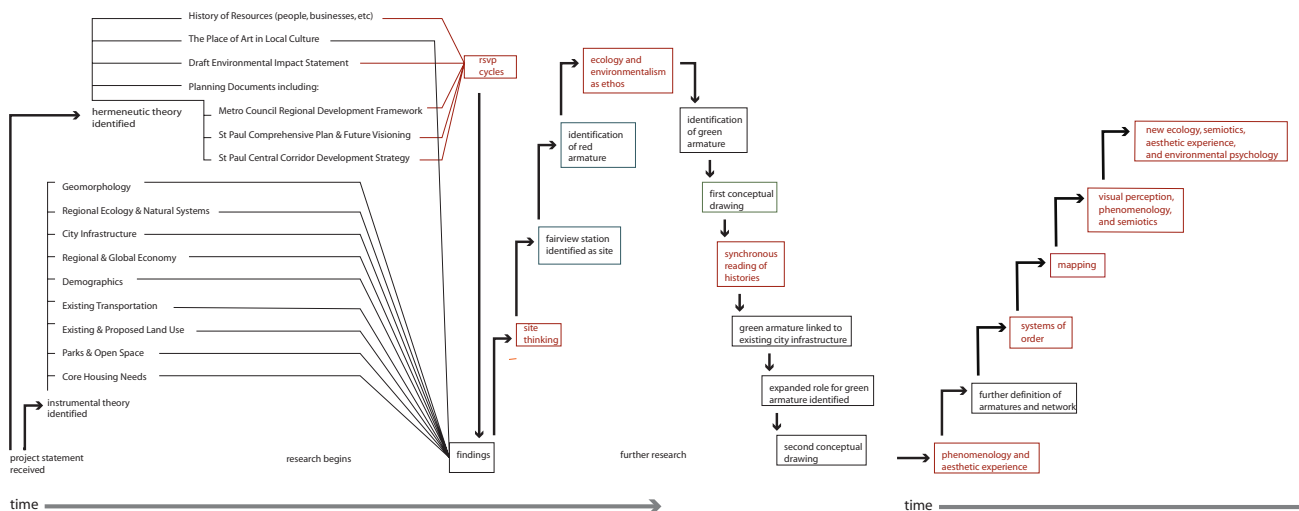 History of Resources (people, businesses, etc)
The Place of Art in Local Culture
Draft Environmental Impact Statement
Planning Documents including:
hermeneutic theory
identified
Metro Council Regional Development Framework
St Paul Comprehensive Plan & Future Visioning
St Paul Central Corridor Development Strategy
Geomorphology
Regional Ecology & Natural Systems
City Infrastructure
Regional & Global Economy
Demographics
Existing Transportation
Existing & Proposed Land Use
Parks & Open Space
Core Housing Needs
instrumental theory
identified
project statement
received
research begins
rsvp
cycles
findings
site
thinking
fairview station
identified as site
identification
of red
armature
ecology and
environmentalism
as ethos
identification
of green
armature
first conceptual
drawing
synchronous
reading of
histories
green armature linked to
existing city infrastructure
expanded role for green
armature identified
second conceptual
drawing
further research
phenomenology and
aesthetic experience
further definition of
armatures and network
systems of
order
mapping
visual perception,
phenomenology,
and semiotics
new ecology, semiotics,
aesthetic experience,
and environmental psychology
time
time